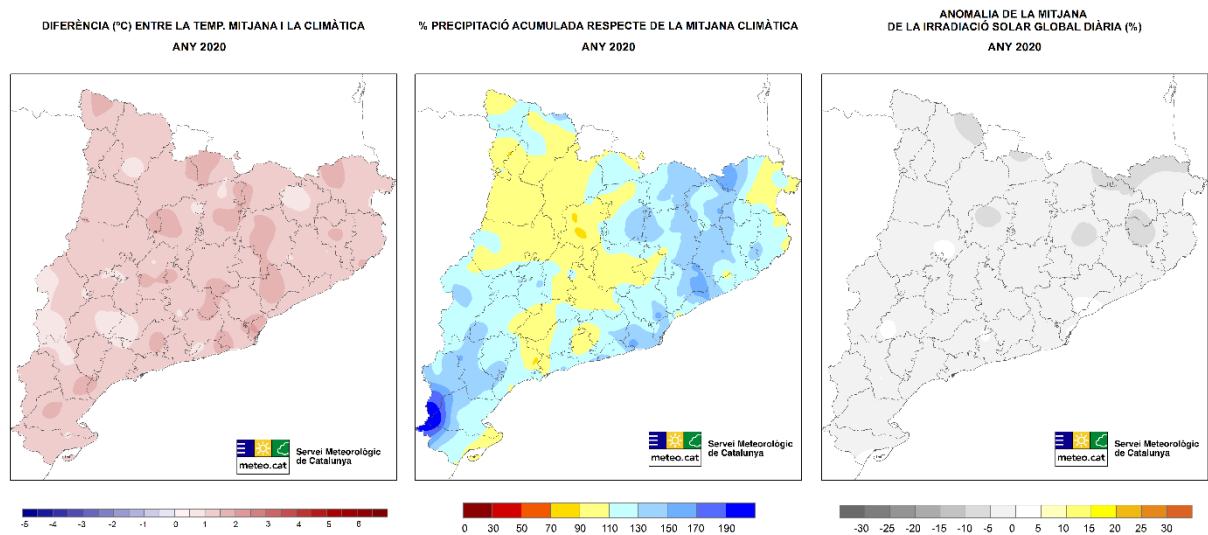 DIFERÈNCIA (°C) ENTRE LA TEMP. MITJANA I LA CLIMÀTICA
ANY 2020
% PRECIPITACIÓ ACUMULADA RESPECTE DE LA MITJANA CLIMÀTICA
ANY 2020
ANOMALIA DE LA MITJANA
DE LA IRRADIACIÓ SOLAR GLOBAL DIÀRIA (%)
ANY 2020
meteo.cat
Servei Meteorològic
de Catalunya
meteo.cat
Servei Meteorològic
de Catalunya
meteo.cat
Servei Meteorològic
de Catalunya
-5 -4 -3 -2 -1 0 1 2 3 4 5 6
0 30 50 70 90 110 130 150 170 190
-30 -25 -20 -15 -10 -5 0 5 10 15 20 25 30